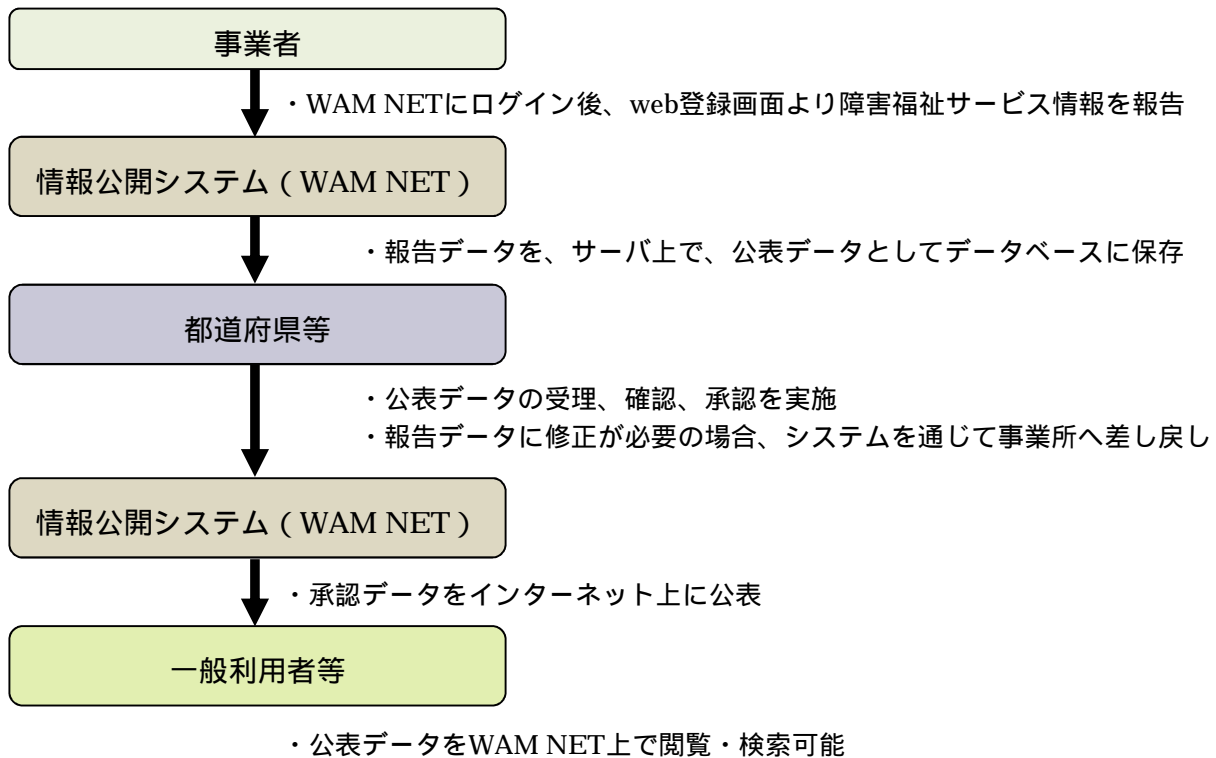 事業者
・WAM NETにログイン後、web登録画面より障害福祉サービス情報を報告
情報公開システム（WAM NET）
・報告データを、サーバ上で、公表データとしてデータベースに保存
都道府県等
・公表データの受理、確認、承認を実施
・報告データに修正が必要の場合、システムを通じて事業所へ差し戻し
情報公開システム（WAM NET）
・承認データをインターネット上に公表
一般利用者等
・公表データをWAM NET上で閲覧・検索可能